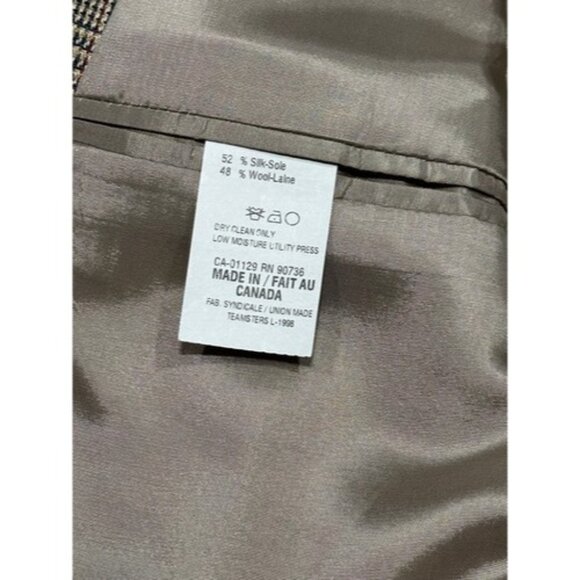 52 % Silk-Soie
48 % Wool-Laine
DRY CLEAN ONLY
LOW MOISTURE UTILITY PRESS
CA-01129 RN 90736
MADE IN / FAIT AU
CANADA
FAB. SYNDICALE / UNION MADE
TEAMSTERS L-1998